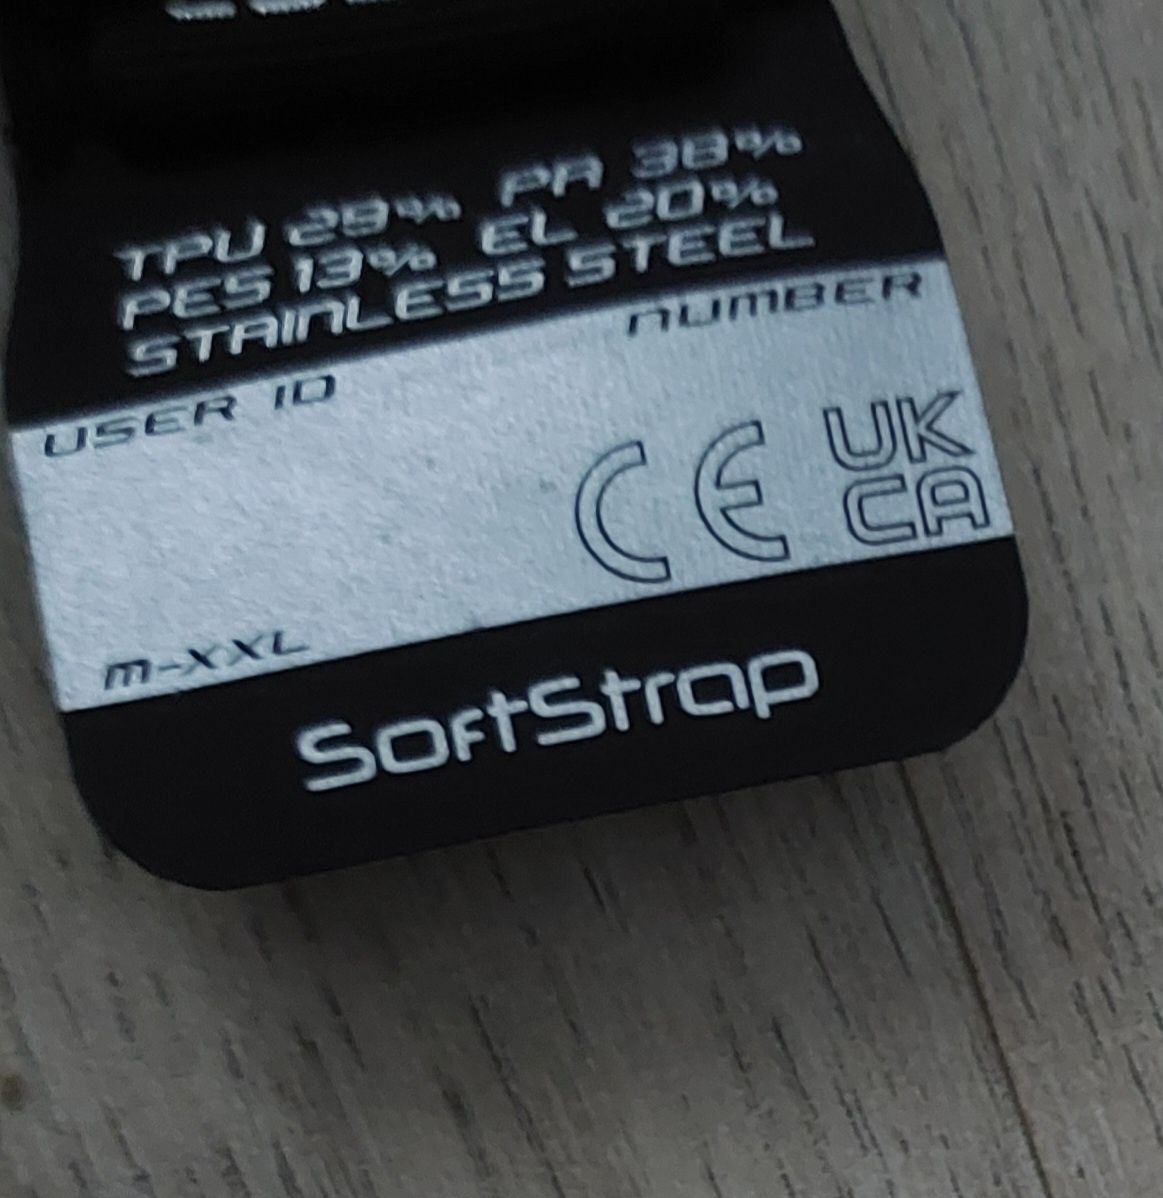 TPU 29% PA 38%
PES 13% EL 20%
STAINLESS STEEL
USER ID NUMBER
CE UK
CA
M-XXL
SoftStrap